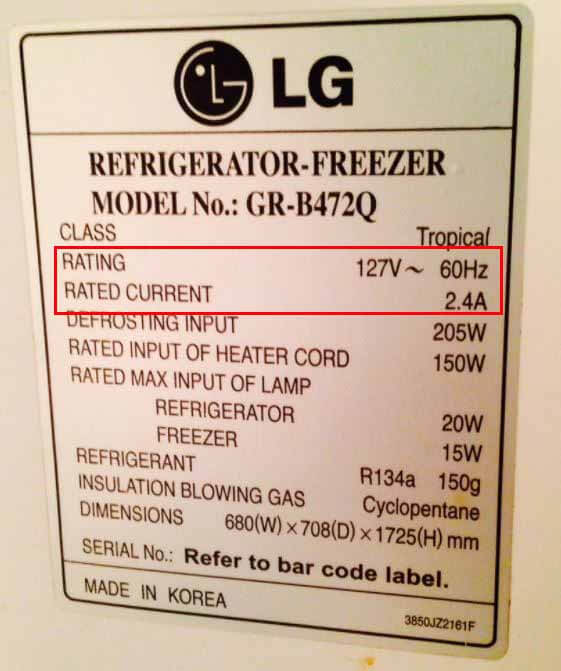 LG
REFRIGERATOR-FREEZER
MODEL No.: GR-B472Q
CLASS Tropical
RATING 127V~ 60Hz
RATED CURRENT 2.4A
DEFROSTING INPUT 205W
RATED INPUT OF HEATER CORD 150W
RATED MAX INPUT OF LAMP
REFRIGERATOR 20W
FREEZER 15W
REFRIGERANT R134a 150g
INSULATION BLOWING GAS Cyclopentane
DIMENSIONS 680(W)×708(D)×1725(H) mm
SERIAL No.: Refer to bar code label.
MADE IN KOREA 3850JZ2161F